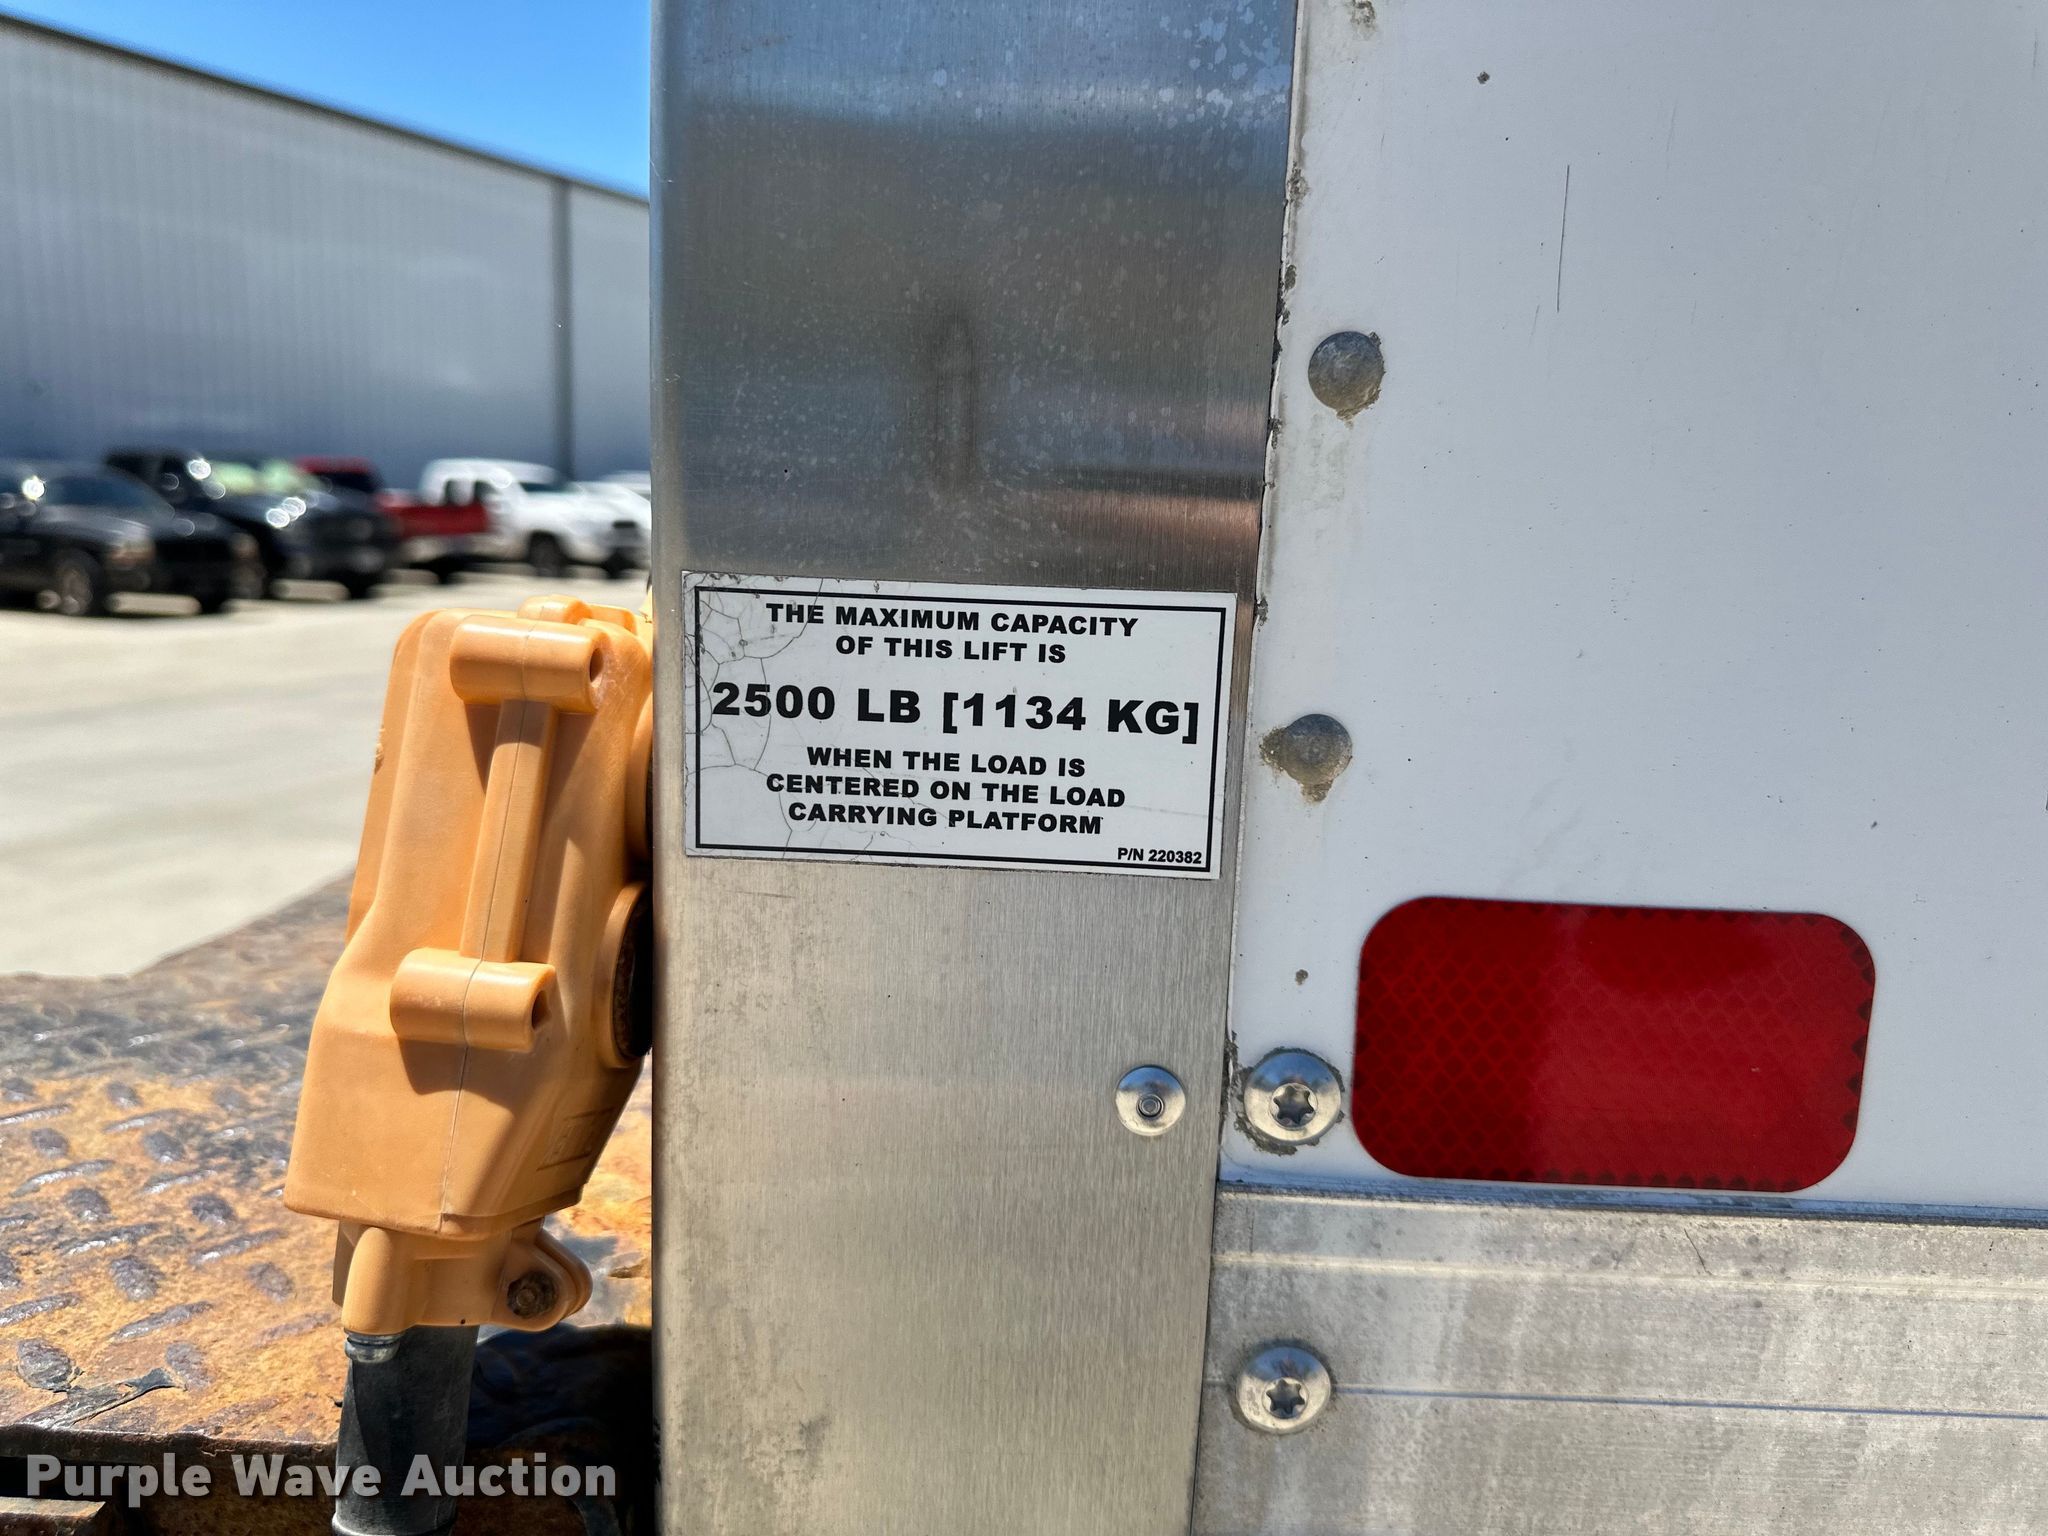 THE MAXIMUM CAPACITY
OF THIS LIFT IS
2500 LB [1134 KG]
WHEN THE LOAD IS
CENTERED ON THE LOAD
CARRYING PLATFORM
P/N 220382
Purple Wave Auction